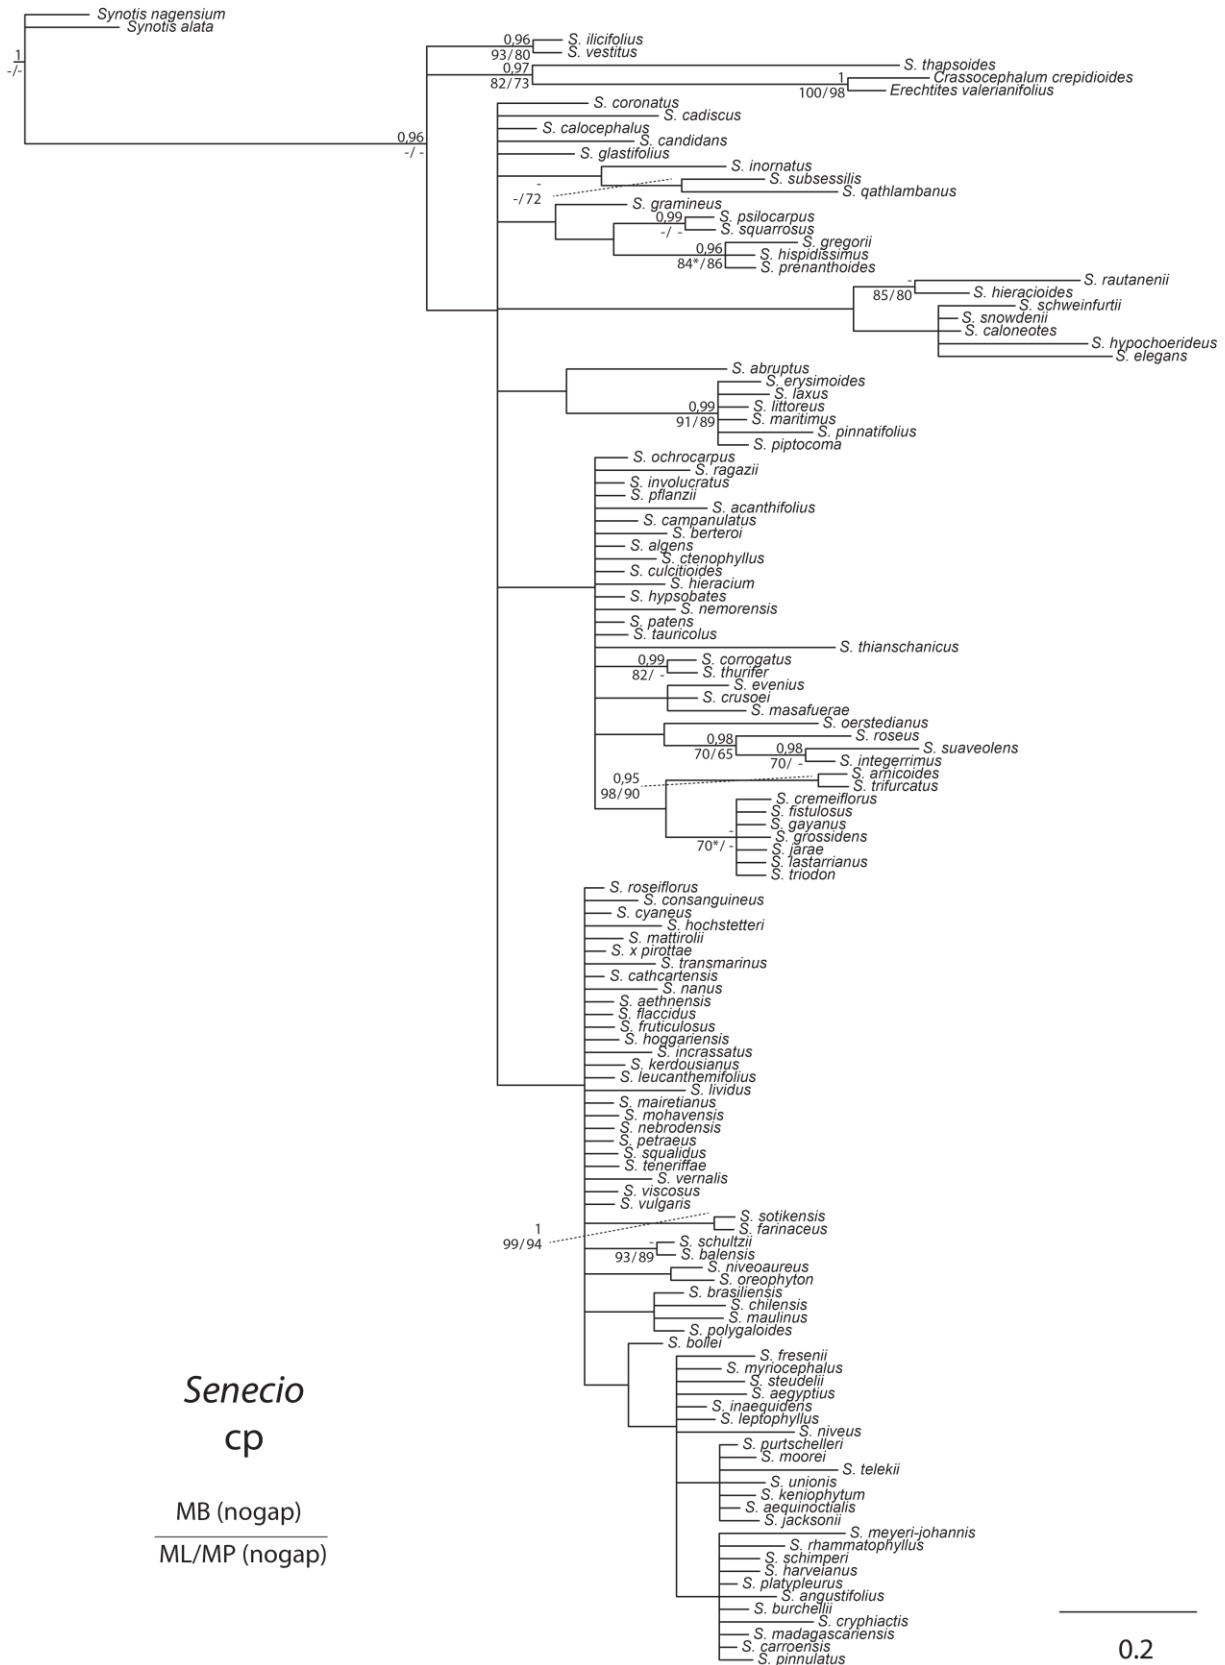 Synotis nagensium
Synotis alata
1
-/-
0,96
-/ -
0,96
93/80
S. ilicifolius
S. vestitus
0,97
82/73
S. thapsoides
1
100/98
Crassocephalum crepidioides
Erechtites valerianifolius
S. coronatus
S. cadiscus
S. calocephalus
S. candidans
S. glastifolius
S. inornatus
-
-/72
S. subsessilis
S. qathlambanus
S. gramineus
0,99
-/ -
S. psilocarpus
S. squarrosus
0,96
84*/86
S. gregorii
S. hispidissimus
S. prenanthoides
-
85/80
S. rautanenii
S. hieracioides
S. schweinfurtii
S. snowdenii
S. caloneotes
S. hypochoerideus
S. elegans
S. abruptus
0,99
91/89
S. erysimoides
S. laxus
S. littoreus
S. maritimus
S. pinnatifolius
S. piptocoma
S. ochrocarpus
S. ragazii
S. involucratus
S. pflanzii
S. acanthifolius
S. campanulatus
S. berteroi
S. algens
S. ctenophyllus
S. culcitioides
S. hieracium
S. hypsobates
S. nemorensis
S. patens
S. tauricolus
S. thianschanicus
0,99
82/ -
S. corrogatus
S. thurifer
S. evenius
S. crusoei
S. masafuerae
S. oerstedianus
0,98
70/65
S. roseus
0,98
70/ -
S. suaveolens
S. integerrimus
0,95
98/90
S. arnicoides
S. trifurcatus
-
70*/ -
S. cremeiflorus
S. fistulosus
S. gayanus
S. grossidens
S. jarae
S. lastarrianus
S. triodon
S. roseiflorus
S. consanguineus
S. cyaneus
S. hochstetteri
S. mattirolii
S. x pirottae
S. transmarinus
S. cathcartensis
S. nanus
S. aethnensis
S. flaccidus
S. fruticulosus
S. hoggariensis
S. incrassatus
S. kerdousianus
S. leucanthemifolius
S. lividus
S. mairetianus
S. mohavensis
S. nebrodensis
S. petraeus
S. squalidus
S. teneriffae
S. vernalis
S. viscosus
S. vulgaris
1
99/94
S. sotikensis
S. farinaceus
-
93/89
S. schultzii
S. balensis
S. niveoaureus
S. oreophyton
S. brasiliensis
S. chilensis
S. maulinus
S. polygaloides
S. bollei
S. fresenii
S. myriocephalus
S. steudelii
S. aegyptius
S. inaequidens
S. leptophyllus
S. niveus
S. purtschelleri
S. moorei
S. telekii
S. unionis
S. keniophytum
S. aequinoctialis
S. jacksonii
S. meyeri-johannis
S. rhammatophyllus
S. schimperi
S. harveianus
S. platypleurus
S. angustifolius
S. burchellii
S. cryphiactis
S. madagascariensis
S. carroensis
S. pinnulatus
Senecio
cp
MB (nogap)
ML/MP (nogap)
0.2